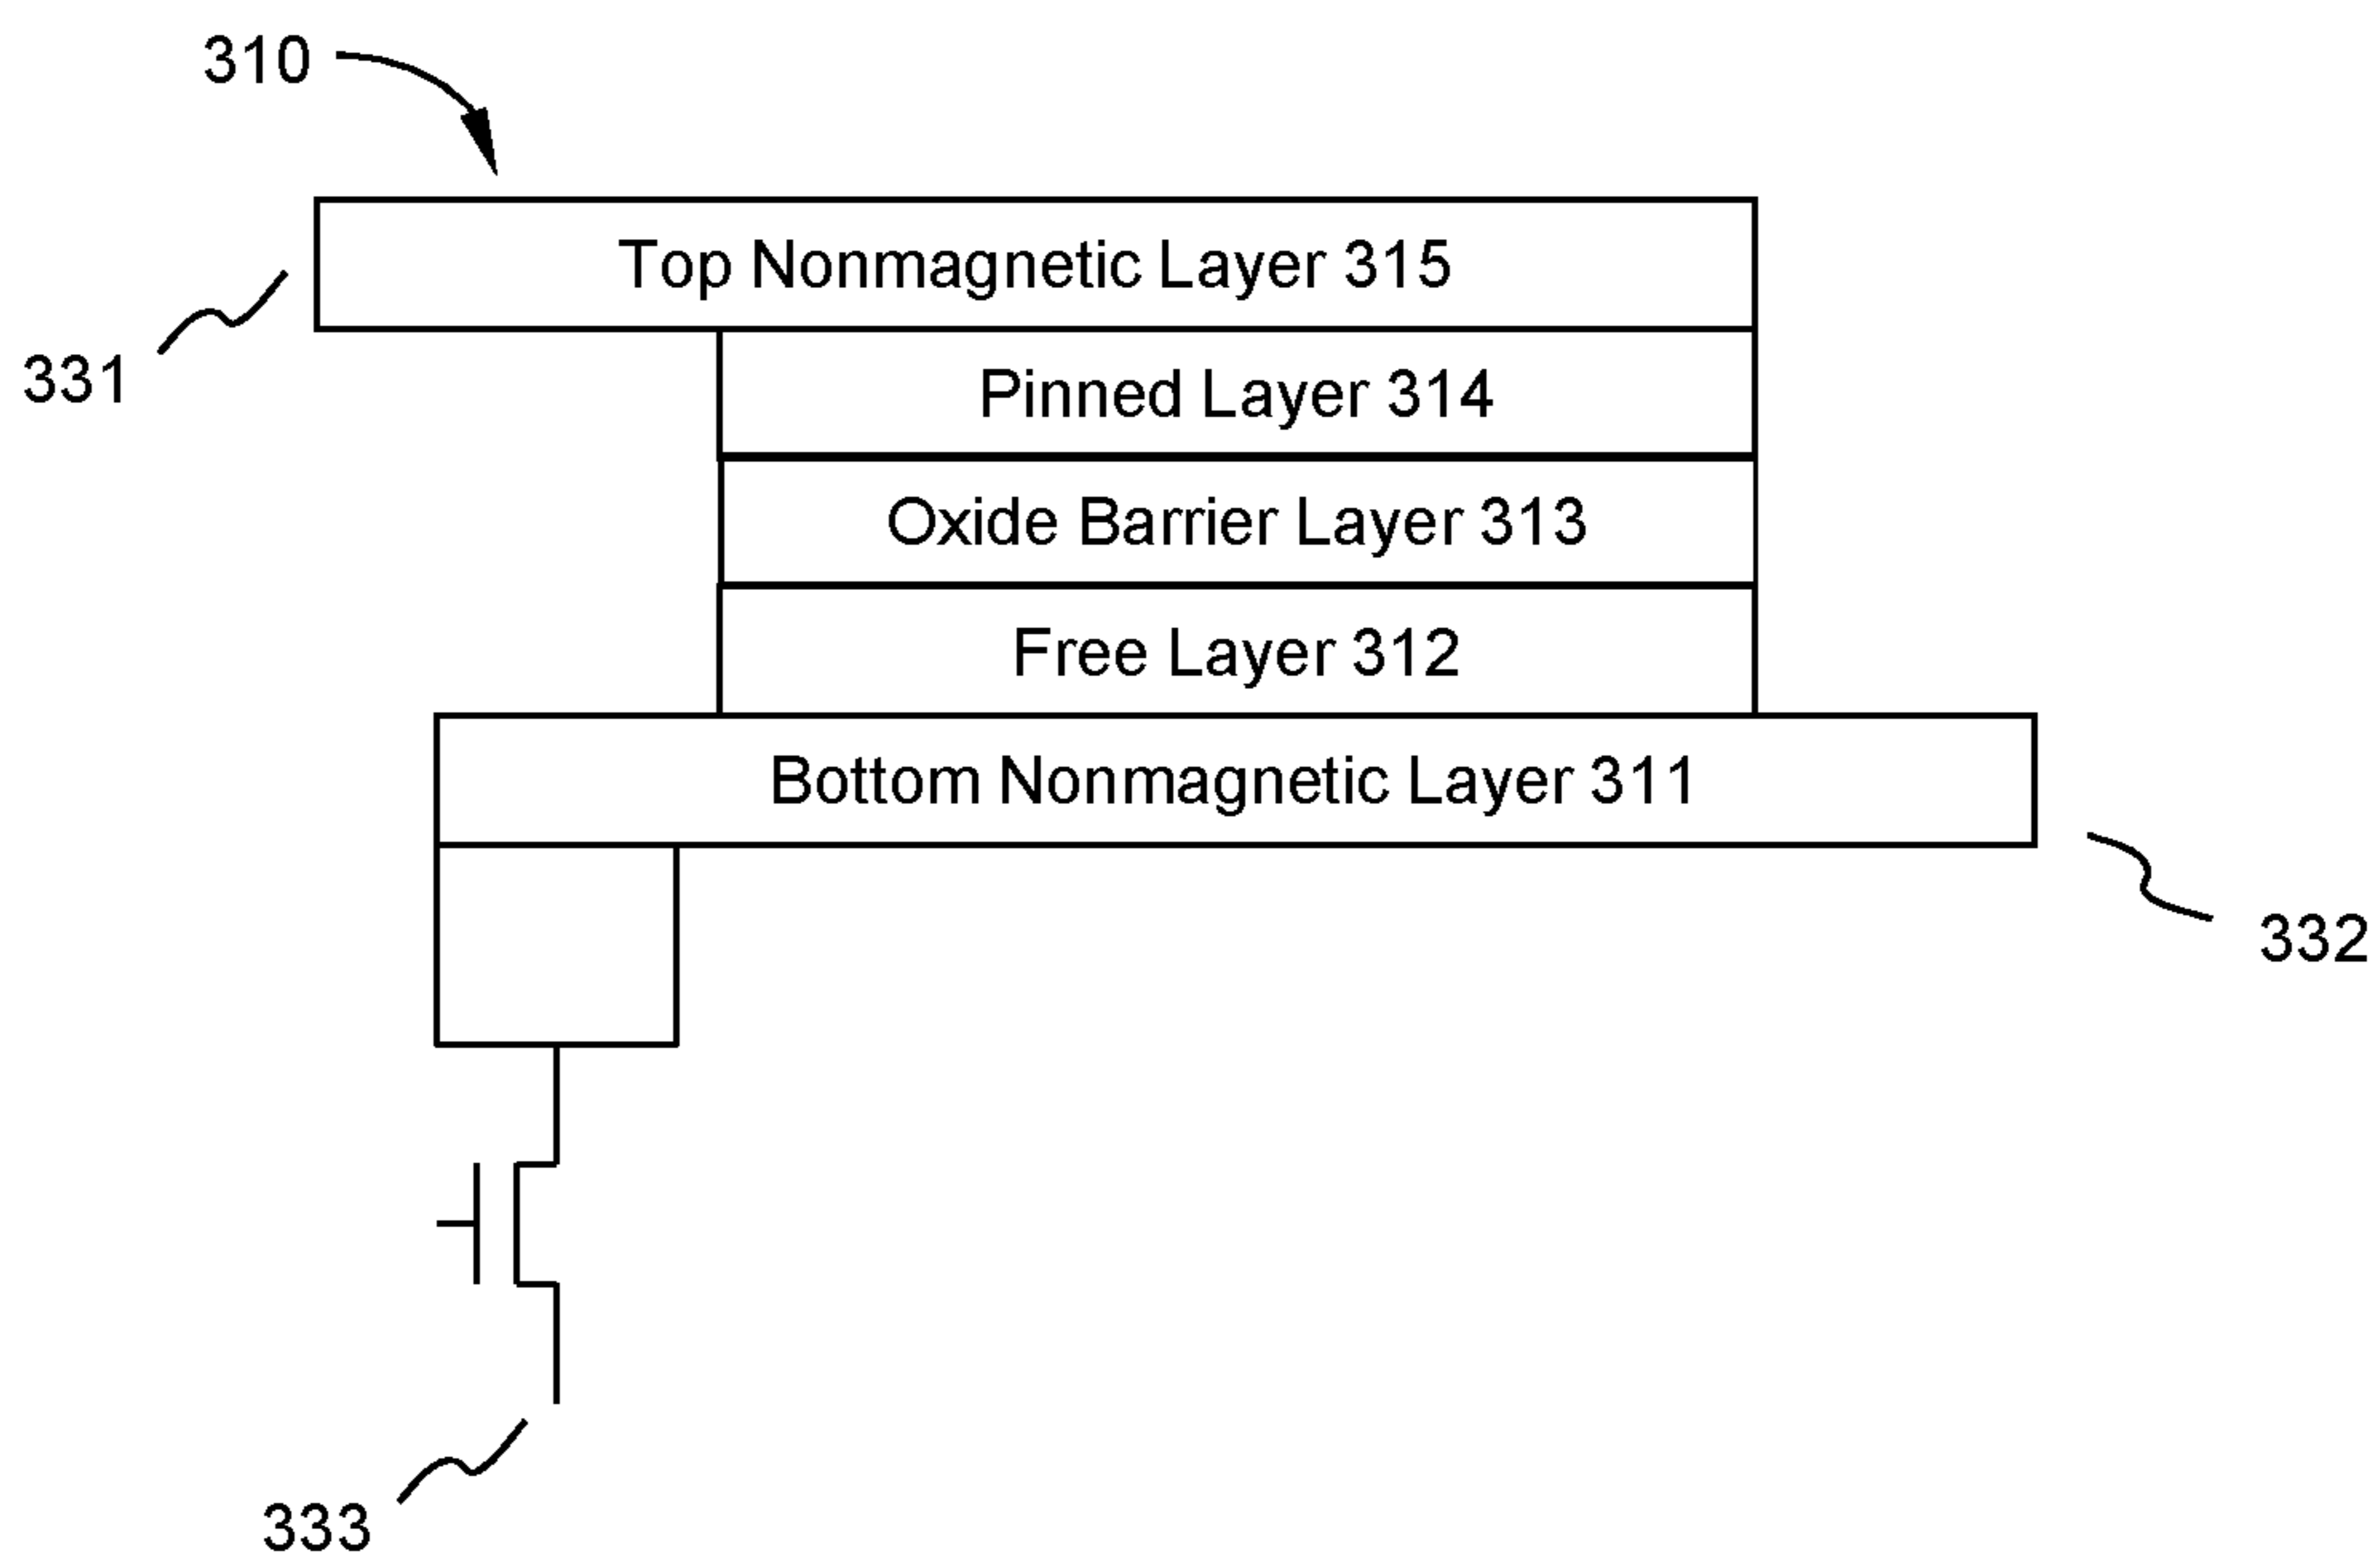 310
Top Nonmagnetic Layer 315
331
Pinned Layer 314
Oxide Barrier Layer 313
Free Layer 312
Bottom Nonmagnetic Layer 311
332
333